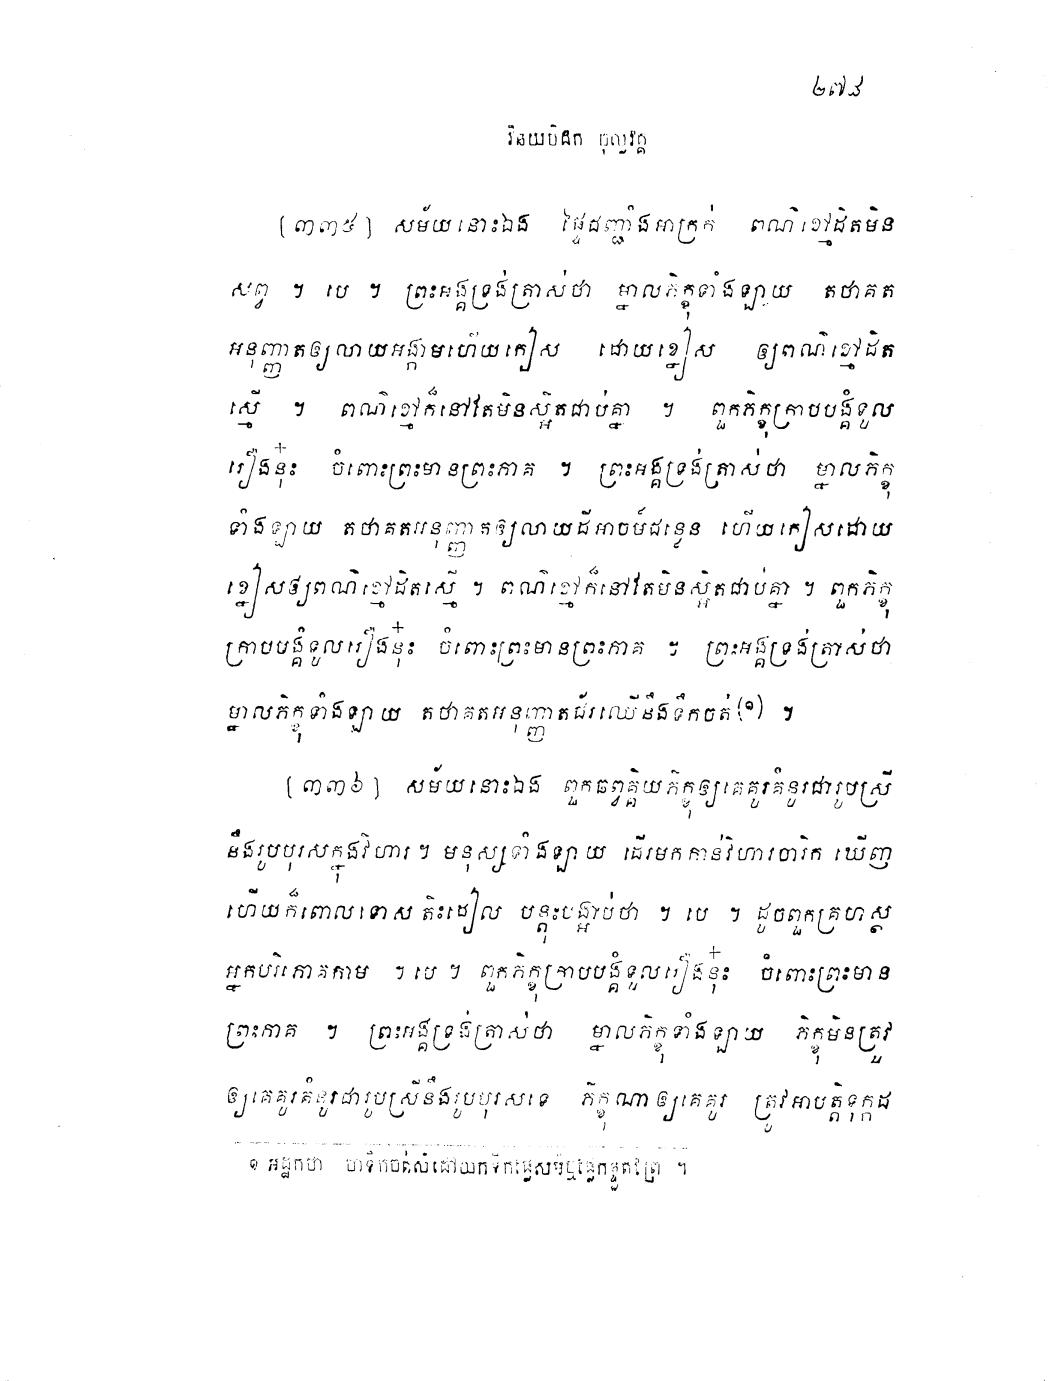 ២៧៨
វិនយបិដក ចុល្លវគ្គ
[៣៣៥] សម័យនោះឯង ផ្ទៃជញ្ជាំងអាក្រក់ ពណ៌ខ្មៅដិតមិន
សព្វ ។ បេ ។ ព្រះអង្គទ្រង់ត្រាស់ថា ម្នាលភិក្ខុទាំងឡាយ តថាគត
អនុញ្ញាតឲ្យលាយអង្កាមហើយកៀស ដោយខ្នៀស ឲ្យពណ៌ខ្មៅដិត
ស្មើ ។ ពណ៌ខ្មៅក៏នៅតែមិនស្អិតជាប់គ្នា ។ ពួកភិក្ខុក្រាបបង្គំទូល
រឿងនុ៎ះ ចំពោះព្រះមានព្រះភាគ ។ ព្រះអង្គទ្រង់ត្រាស់ថា ម្នាលភិក្ខុ
ទាំងឡាយ តថាគតអនុញ្ញាតឲ្យលាយដីអាចម៍ជន្លេន ហើយកៀសដោយ
ខ្នៀសឲ្យពណ៌ខ្មៅដិតស្មើ ។ ពណ៌ខ្មៅក៏នៅតែមិនស្អិតជាប់គ្នា ។ ពួកភិក្ខុ
ក្រាបបង្គំទូលរឿងនុ៎ះ ចំពោះព្រះមានព្រះភាគ ។ ព្រះអង្គទ្រង់ត្រាស់ថា
ម្នាលភិក្ខុទាំងឡាយ តថាគតអនុញ្ញាតជ័រឈើនឹងទឹកចត់(១) ។
[៣៣៦] សម័យនោះឯង ពួកឆព្វគ្គិយភិក្ខុឲ្យគេគូរគំនូរជារូបស្រី
នឹងរូបបុរសក្នុងវិហារ ។ មនុស្សទាំងឡាយ ដើរមកកាន់វិហារចារិក ឃើញ
ហើយក៏ពោលទោស តិះដៀល បន្តុះបង្អាប់ថា ។ បេ ។ ដូចពួកគ្រហស្ថ
អ្នកបរិភោគកាម ។ បេ ។ ពួកភិក្ខុក្រាបបង្គំទូលរឿងនុ៎ះ ចំពោះព្រះមាន
ព្រះភាគ ។ ព្រះអង្គទ្រង់ត្រាស់ថា ម្នាលភិក្ខុទាំងឡាយ ភិក្ខុមិនត្រូវ
ឲ្យគេគូរគំនូរជារូបស្រីនឹងរូបបុរសទេ ភិក្ខុណាឲ្យគេគូរ ត្រូវអាបត្តិទុក្កដ
១ អដ្ឋកថា ថាទឹកចត់សំដៅយកទឹក